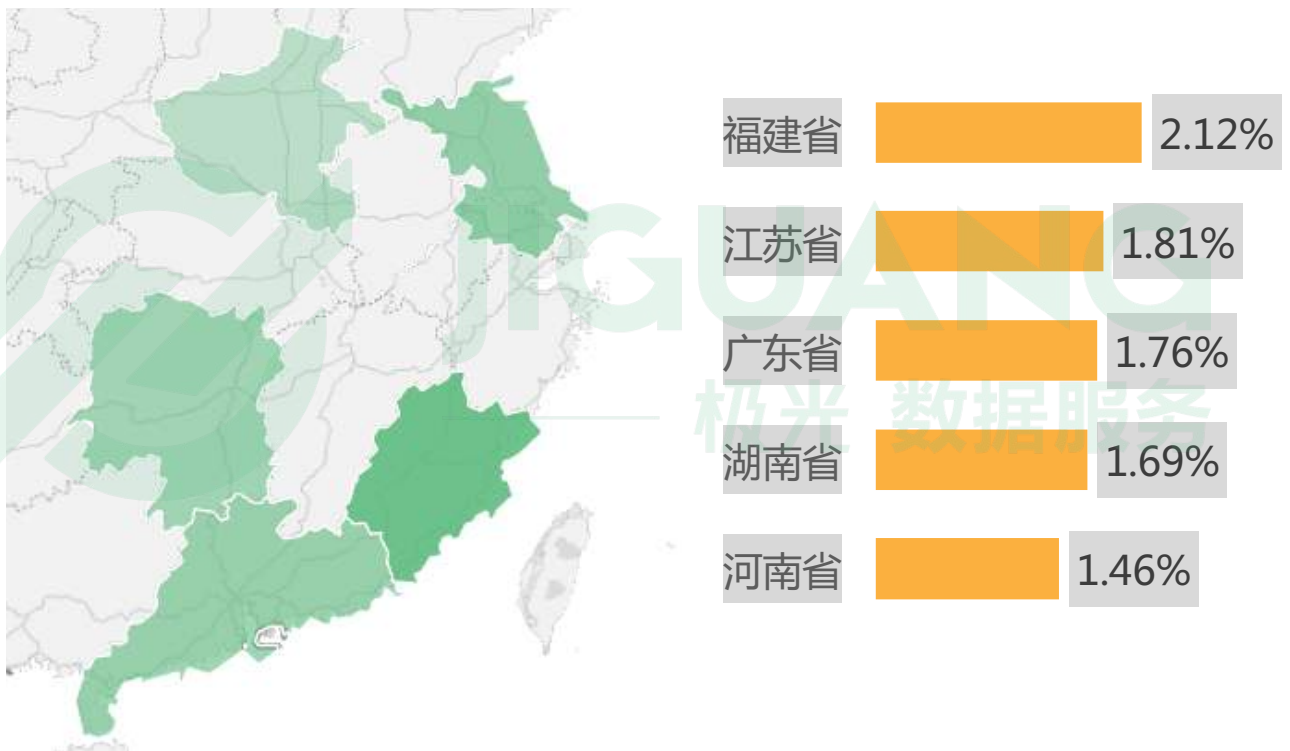 福建省 2.12%
江苏省 1.81%
广东省 1.76%
湖南省 1.69%
河南省 1.46%
JIGUANG
极光 数据服务